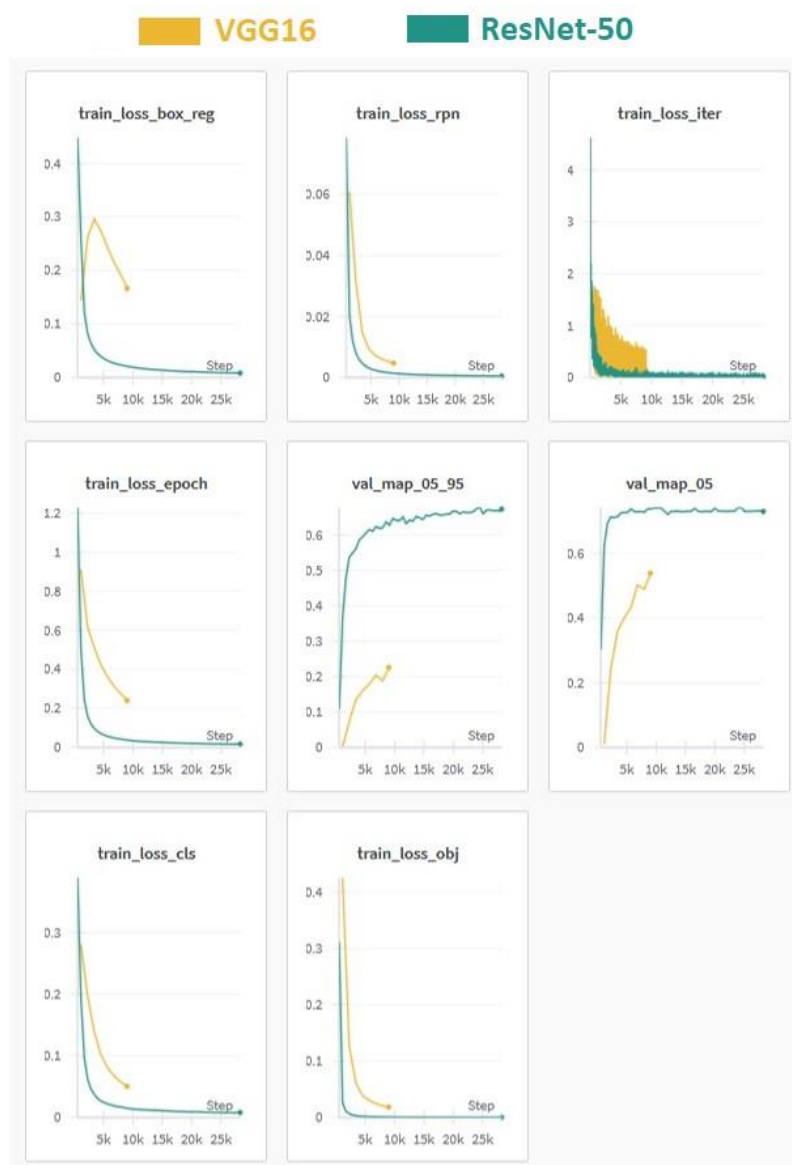 VGG16 ResNet-50
train_loss_box_reg train_loss_rpn train_loss_iter
0.4
0.3
0.2
0.1
0
Step
5k 10k 15k 20k 25k
0.06
0.04
0.02
0
Step
5k 10k 15k 20k 25k
4
3
2
1
0
Step
5k 10k 15k 20k 25k
train_loss_epoch val_map_05_95 val_map_05
1.2
1
0.8
0.6
0.4
0.2
0
Step
5k 10k 15k 20k 25k
0.6
0.5
0.4
0.3
0.2
0.1
0
Step
5k 10k 15k 20k 25k
0.6
0.4
0.2
0
Step
5k 10k 15k 20k 25k
train_loss_cls train_loss_obj
0.3
0.2
0.1
0
Step
5k 10k 15k 20k 25k
0.4
0.3
0.2
0.1
0
Step
5k 10k 15k 20k 25k